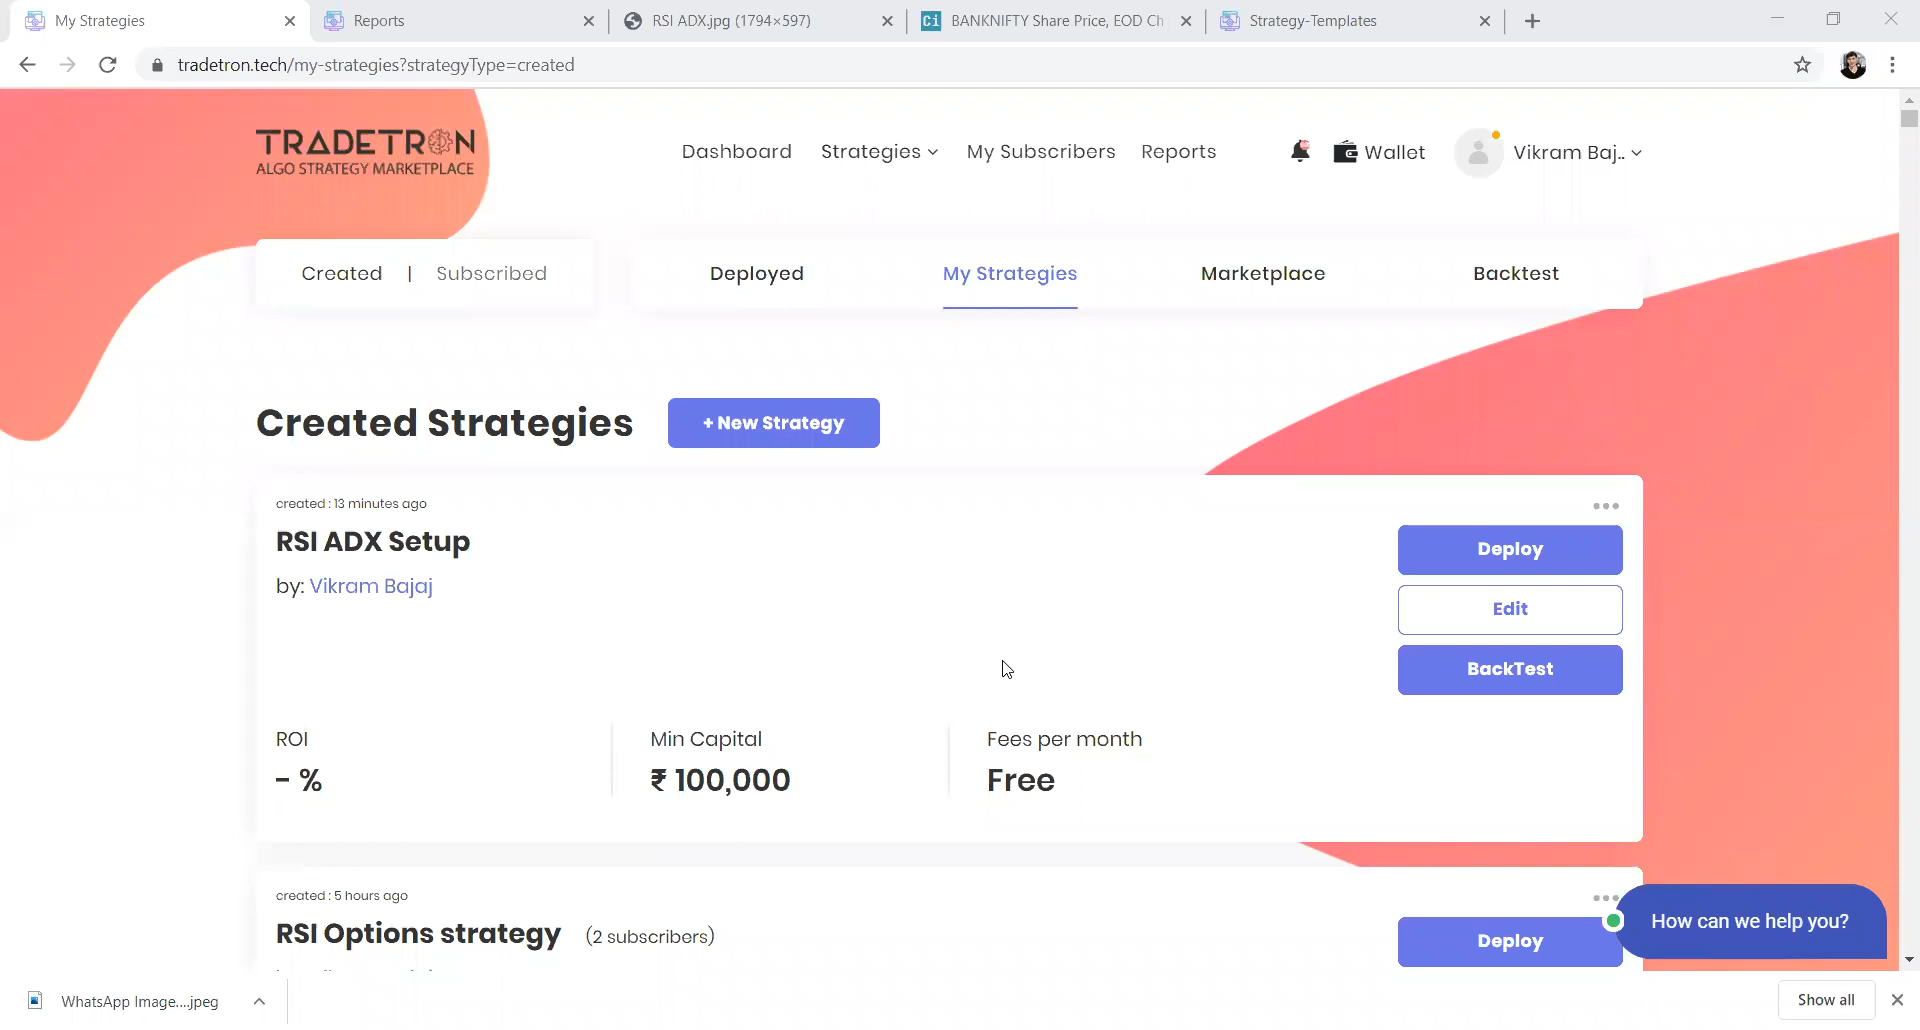 My Strategies
Reports
RSI ADX.jpg (1794×597)
BANKNIFTY Share Price, EOD Ch
Strategy-Templates
tradetron.tech/my-strategies?strategyType=created
TRADETRON
ALGO STRATEGY MARKETPLACE
Dashboard
Strategies
My Subscribers
Reports
Wallet
Vikram Baj..
Created | Subscribed
Deployed
My Strategies
Marketplace
Backtest
Created Strategies
+ New Strategy
created : 13 minutes ago
RSI ADX Setup
by: Vikram Bajaj
Deploy
Edit
BackTest
ROI
- %
Min Capital
₹ 100,000
Fees per month
Free
created : 5 hours ago
RSI Options strategy (2 subscribers)
Deploy
How can we help you?
WhatsApp Image....jpeg
Show all